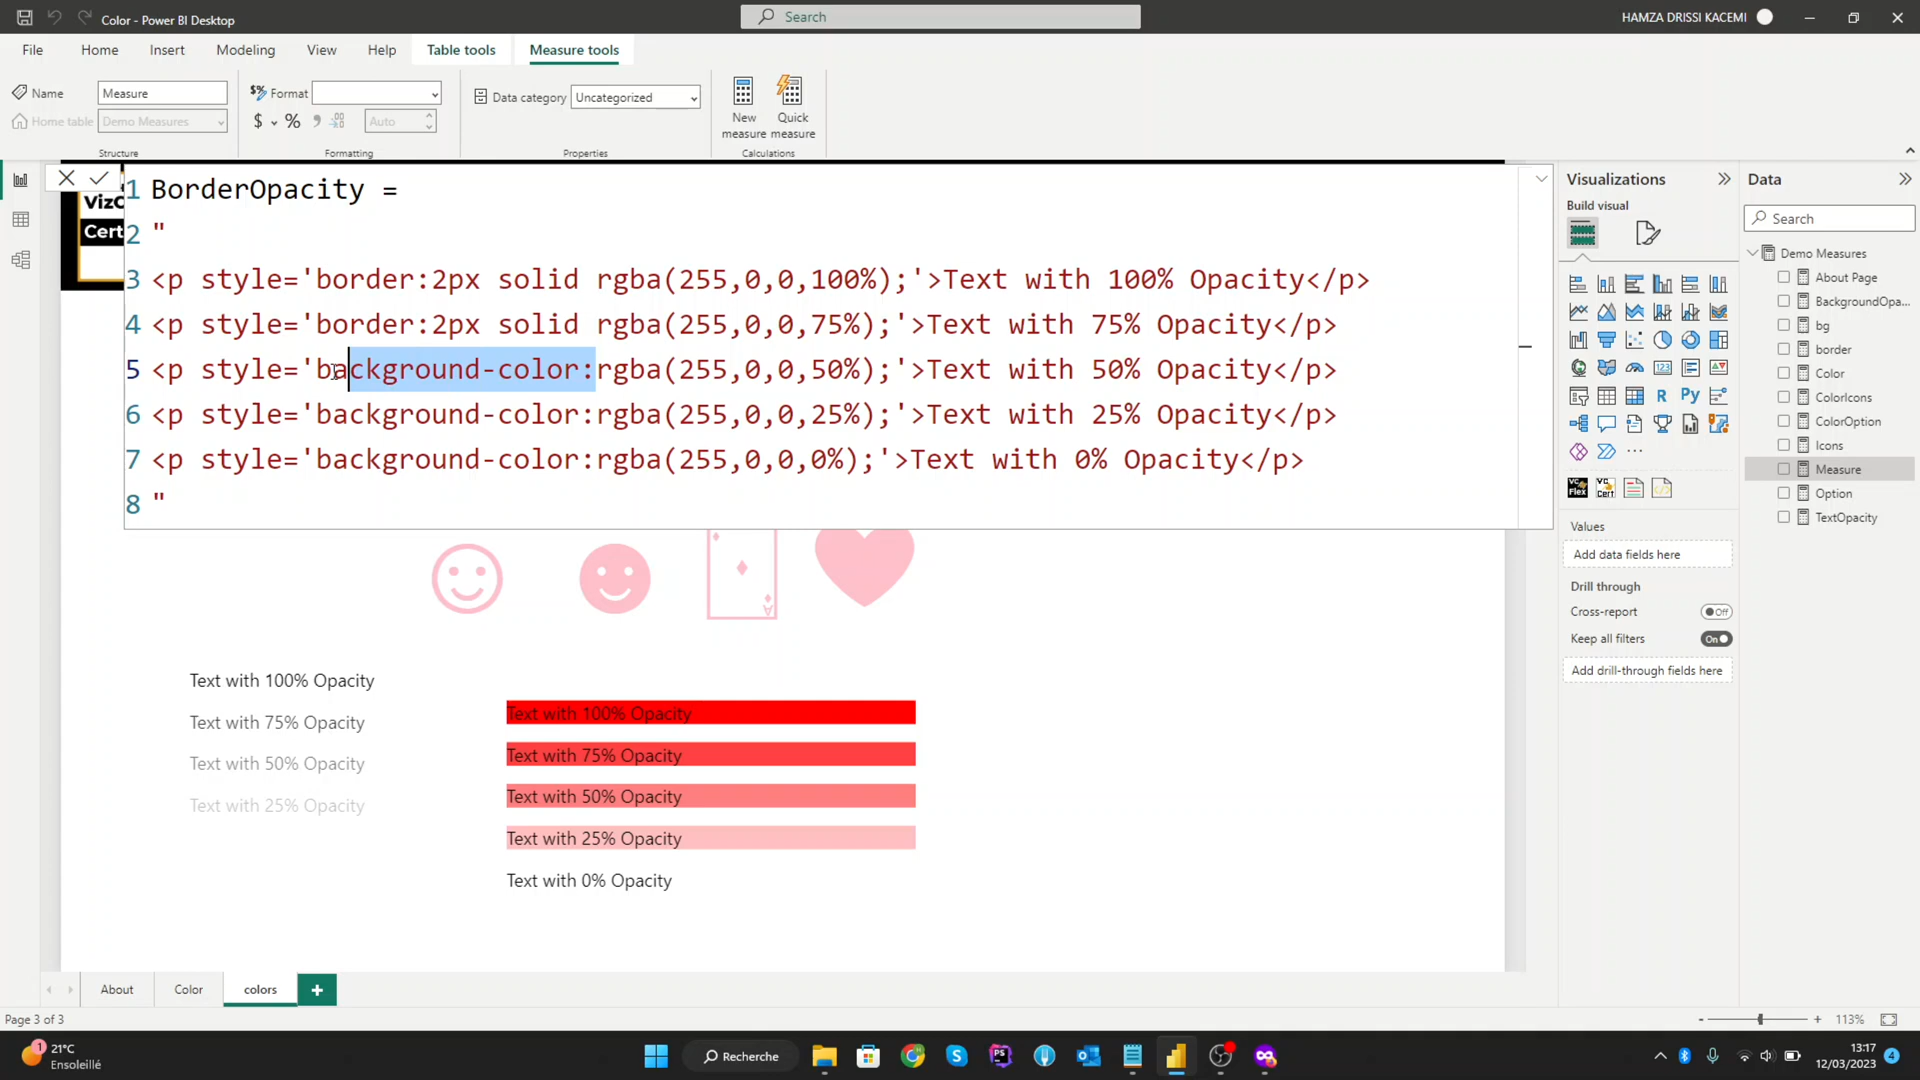 Color - Power BI Desktop
Search
HAMZA DRISSI KACEMI
File
Home
Insert
Modeling
View
Help
Table tools
Measure tools
Name
Measure
Home table
Demo Measures
Structure
Format
$
%
Auto
Formatting
Data category
Uncategorized
Properties
New measure
Quick measure
Calculations
VizC
Cert
1 BorderOpacity =
2 "
3 <p style='border:2px solid rgba(255,0,0,100%);'>Text with 100% Opacity</p>
4 <p style='border:2px solid rgba(255,0,0,75%);'>Text with 75% Opacity</p>
5 <p style='background-color:rgba(255,0,0,50%);'>Text with 50% Opacity</p>
6 <p style='background-color:rgba(255,0,0,25%);'>Text with 25% Opacity</p>
7 <p style='background-color:rgba(255,0,0,0%);'>Text with 0% Opacity</p>
8 "
Text with 100% Opacity
Text with 75% Opacity
Text with 50% Opacity
Text with 25% Opacity
Text with 100% Opacity
Text with 75% Opacity
Text with 50% Opacity
Text with 25% Opacity
Text with 0% Opacity
Visualizations
Build visual
123
R
Py
VC Flex
VC Cert
Values
Add data fields here
Drill through
Cross-report
Off
Keep all filters
On
Add drill-through fields here
Data
Search
Demo Measures
About Page
BackgroundOpa...
bg
border
Color
ColorIcons
ColorOption
Icons
Measure
Option
TextOpacity
About
Color
colors
Page 3 of 3
113%
1
21°C
Ensoleillé
Recherche
13:17
12/03/2023
4